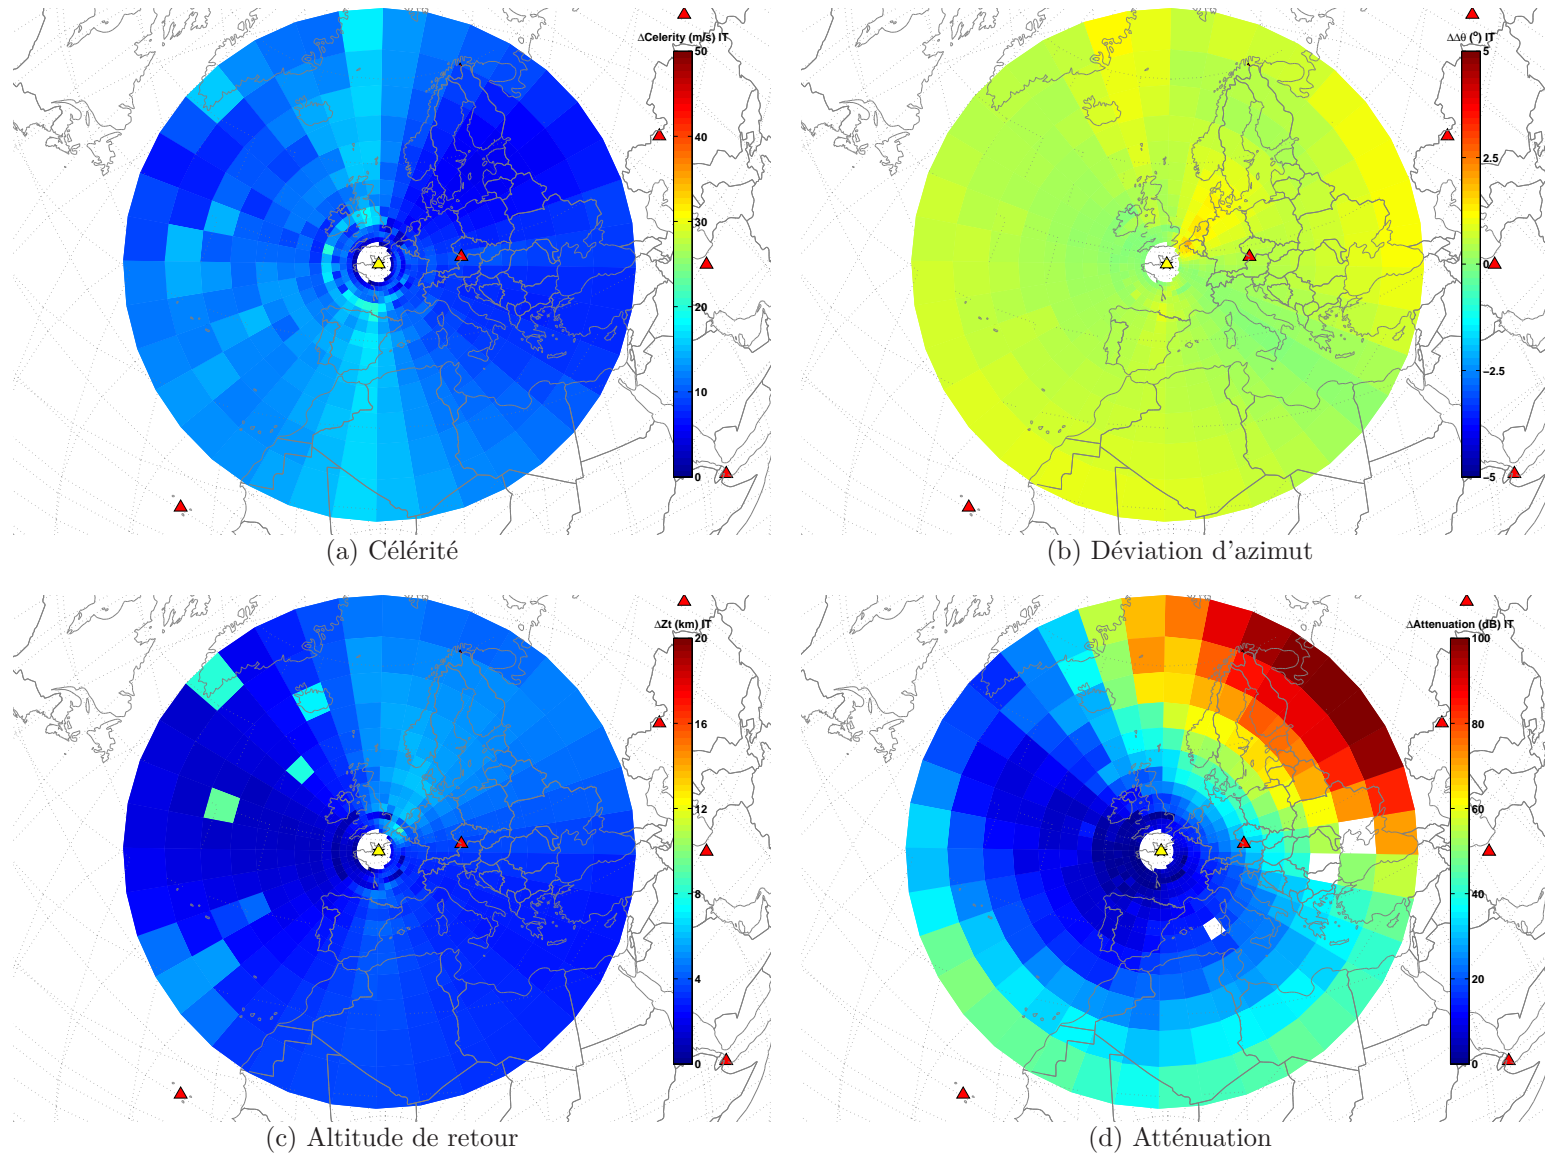 ΔCelerity (m/s) IT
50
40
30
20
10
0
(a) Célérité
ΔΔθ (°) IT
5
2.5
0
−2.5
−5
(b) Déviation d'azimut
ΔZt (km) IT
20
16
12
8
4
0
(c) Altitude de retour
ΔAttenuation (dB) IT
100
80
60
40
20
0
(d) Atténuation